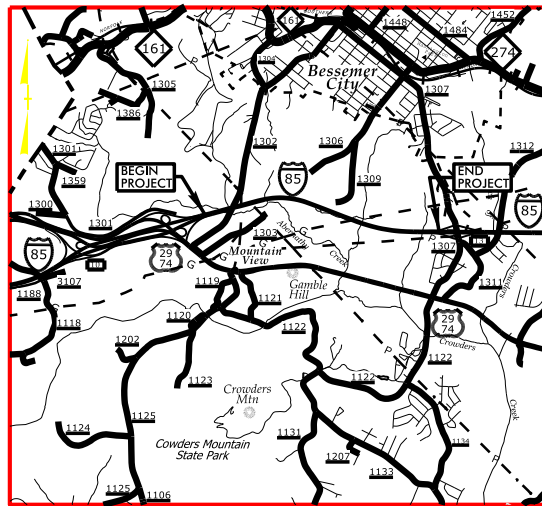 161
1448
1452
1484
161
274
1304
1305
Bessemer
City
1307
1386
1302
1306
1312
1301
1359
BEGIN
PROJECT
85
1309
END
PROJECT
1300
1301
85
Abernathy
Creek
1303
G
G
G
G
P
1307
85
29
74
Mountain
View
1119
Gamble
Hill
1311
Crowders
1188
3107
1121
1120
1122
29
74
1118
1202
Crowders
P
1122
1122
1123
Crowders
Mtn
Creek
P
1125
1124
1131
Cowders Mountain
State Park
1134
1207
1133
1125
1106